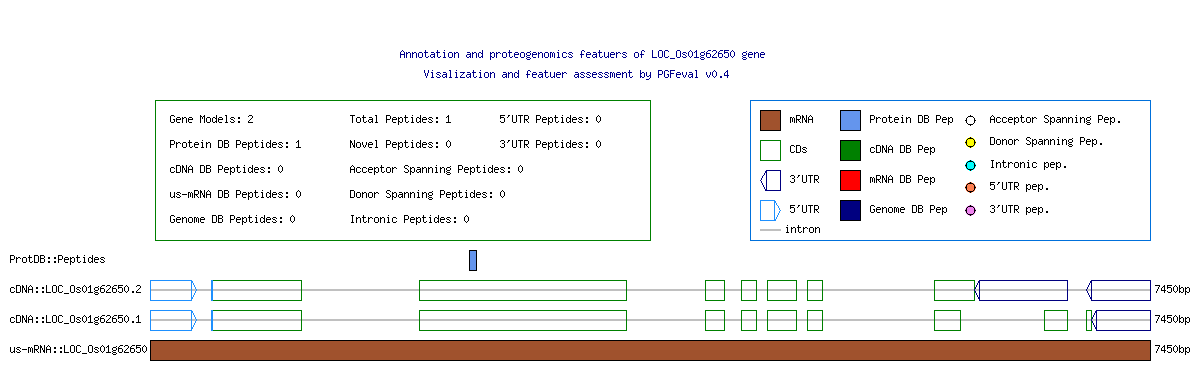 Annotation and proteogenomics featuers of LOC_Os01g62650 gene
Visalization and featuer assessment by PGFeval v0.4
Gene Models: 2 Total Peptides: 1 5'UTR Peptides: 0
Protein DB Peptides: 1 Novel Peptides: 0 3'UTR Peptides: 0
cDNA DB Peptides: 0 Acceptor Spanning Peptides: 0
us-mRNA DB Peptides: 0 Donor Spanning Peptides: 0
Genome DB Peptides: 0 Intronic Peptides: 0
mRNA Protein DB Pep Acceptor Spanning Pep.
CDs cDNA DB Pep Donor Spanning Pep.
3'UTR mRNA DB Pep Intronic pep.
5'UTR Genome DB Pep 5'UTR pep.
intron 3'UTR pep.
ProtDB::Peptides
cDNA::LOC_Os01g62650.2 7450bp
cDNA::LOC_Os01g62650.1 7450bp
us-mRNA::LOC_Os01g62650 7450bp